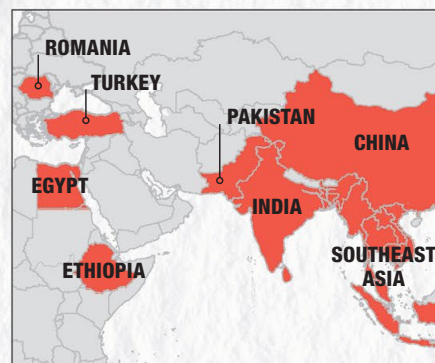 ROMANIA
TURKEY
PAKISTAN
CHINA
EGYPT
INDIA
ETHIOPIA
SOUTHEAST
ASIA